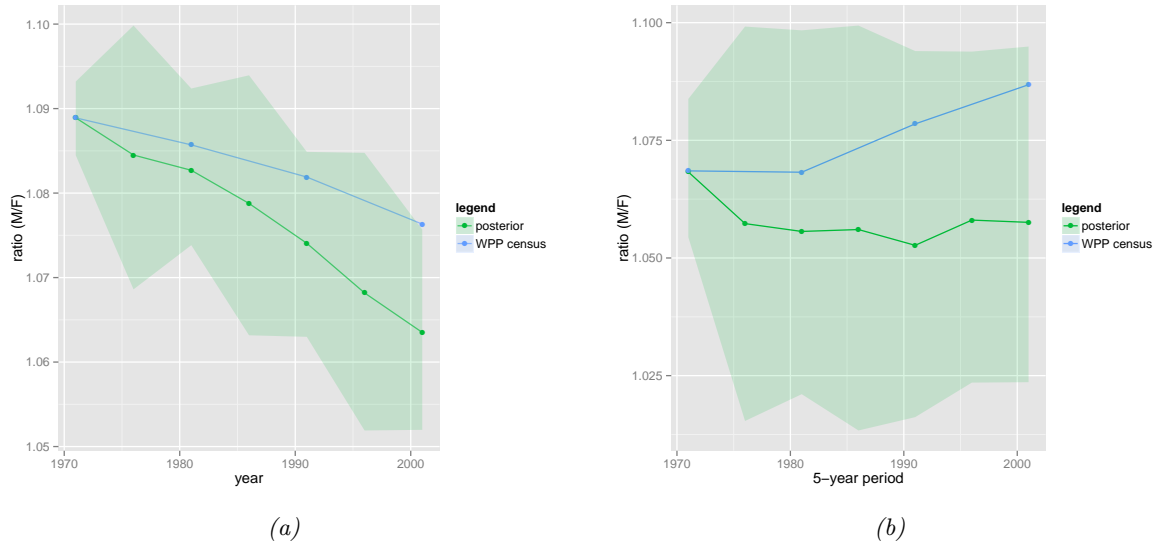 1.10
1.09
1.08
1.07
1.06
1.05
ratio (M/F)
1970
1980
1990
2000
year
legend
posterior
WPP census
(a)
1.100
1.075
1.050
1.025
ratio (M/F)
1970
1980
1990
2000
5−year period
legend
posterior
WPP census
(b)